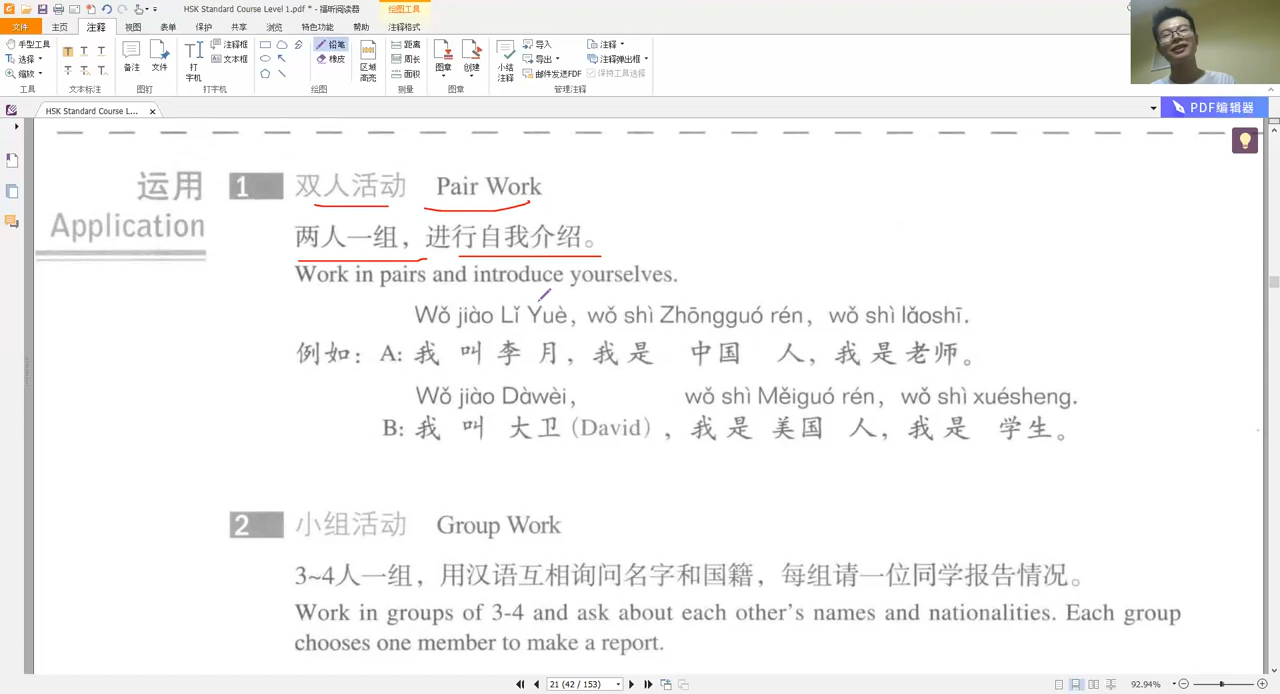 HSK Standard Course Level 1.pdf * - 福昕阅读器
绘图工具
文件 主页 注释 视图 表单 保护 共享 浏览 特色功能 帮助 注释格式
手型工具
选择
缩放
工具
文本标注
备注
文件
图钉
打字机
注释框
文本框
打字机
铅笔
橡皮
区域高亮
绘图
距离
周长
面积
测量
图章
创建
图章
小结注释
导入
导出
邮件发送FDF
注释
注释弹出框
保持工具选择
管理注释
HSK Standard Course L...
PDF编辑器
运用
Application
1 双人活动 Pair Work
两人一组，进行自我介绍。
Work in pairs and introduce yourselves.
Wǒ jiào Lǐ Yuè, wǒ shì Zhōngguó rén, wǒ shì lǎoshī.
例如：A: 我 叫 李 月，我 是 中国 人，我 是 老师。
Wǒ jiào Dàwèi, wǒ shì Měiguó rén, wǒ shì xuésheng.
B: 我 叫 大卫（David），我 是 美国 人，我 是 学生。
2 小组活动 Group Work
3~4人一组，用汉语互相询问名字和国籍，每组请一位同学报告情况。
Work in groups of 3-4 and ask about each other's names and nationalities. Each group
chooses one member to make a report.
21 (42 / 153)
92.94%